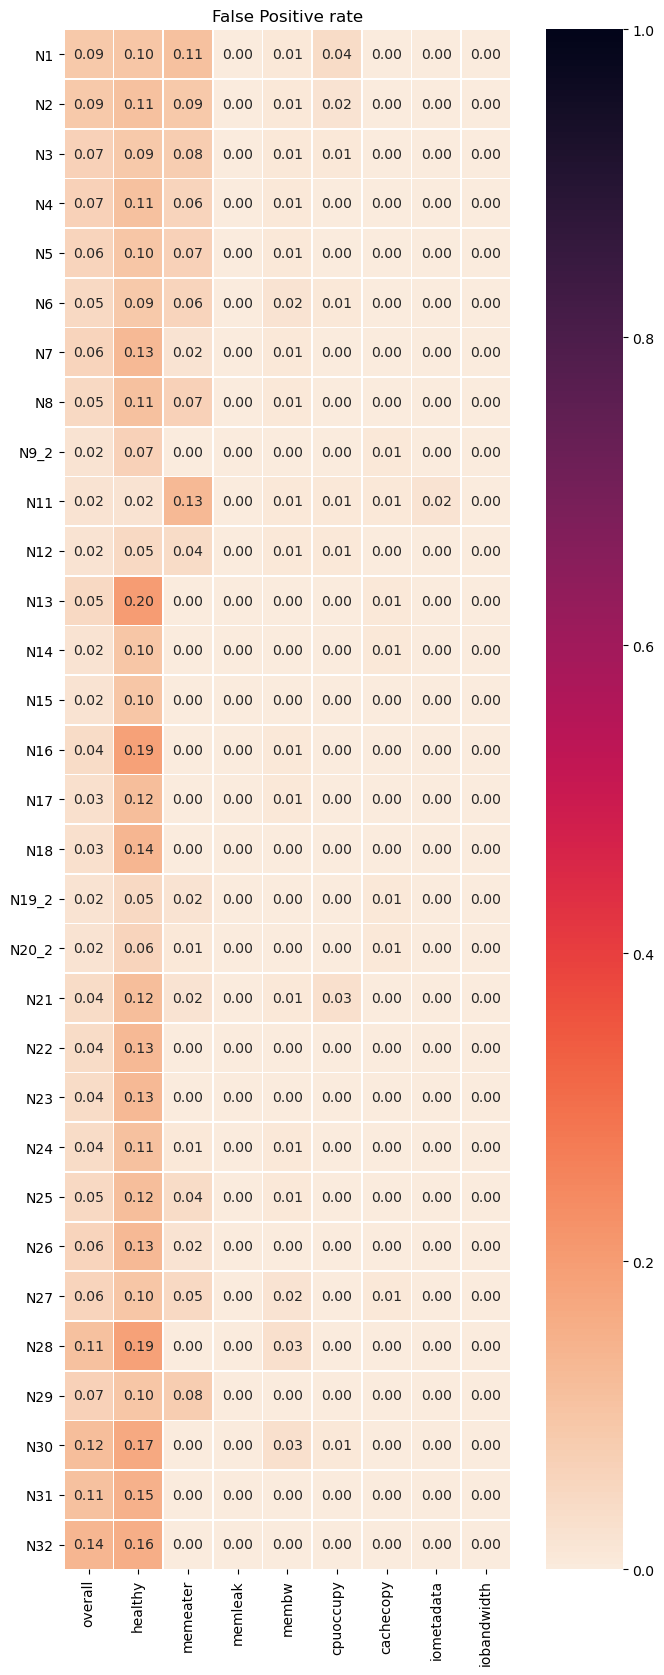 False Positive rate
N1 0.09 0.10 0.11 0.00 0.01 0.04 0.00 0.00 0.00
N2 0.09 0.11 0.09 0.00 0.01 0.02 0.00 0.00 0.00
N3 0.07 0.09 0.08 0.00 0.01 0.01 0.00 0.00 0.00
N4 0.07 0.11 0.06 0.00 0.01 0.00 0.00 0.00 0.00
N5 0.06 0.10 0.07 0.00 0.01 0.00 0.00 0.00 0.00
N6 0.05 0.09 0.06 0.00 0.02 0.01 0.00 0.00 0.00
N7 0.06 0.13 0.02 0.00 0.01 0.00 0.00 0.00 0.00
N8 0.05 0.11 0.07 0.00 0.01 0.00 0.00 0.00 0.00
N9_2 0.02 0.07 0.00 0.00 0.00 0.00 0.01 0.00 0.00
N11 0.02 0.02 0.13 0.00 0.01 0.01 0.01 0.02 0.00
N12 0.02 0.05 0.04 0.00 0.01 0.01 0.00 0.00 0.00
N13 0.05 0.20 0.00 0.00 0.00 0.00 0.01 0.00 0.00
N14 0.02 0.10 0.00 0.00 0.00 0.00 0.01 0.00 0.00
N15 0.02 0.10 0.00 0.00 0.00 0.00 0.00 0.00 0.00
N16 0.04 0.19 0.00 0.00 0.01 0.00 0.00 0.00 0.00
N17 0.03 0.12 0.00 0.00 0.01 0.00 0.00 0.00 0.00
N18 0.03 0.14 0.00 0.00 0.00 0.00 0.00 0.00 0.00
N19_2 0.02 0.05 0.02 0.00 0.00 0.00 0.01 0.00 0.00
N20_2 0.02 0.06 0.01 0.00 0.00 0.00 0.01 0.00 0.00
N21 0.04 0.12 0.02 0.00 0.01 0.03 0.00 0.00 0.00
N22 0.04 0.13 0.00 0.00 0.00 0.00 0.00 0.00 0.00
N23 0.04 0.13 0.00 0.00 0.00 0.00 0.00 0.00 0.00
N24 0.04 0.11 0.01 0.00 0.01 0.00 0.00 0.00 0.00
N25 0.05 0.12 0.04 0.00 0.01 0.00 0.00 0.00 0.00
N26 0.06 0.13 0.02 0.00 0.00 0.00 0.00 0.00 0.00
N27 0.06 0.10 0.05 0.00 0.02 0.00 0.01 0.00 0.00
N28 0.11 0.19 0.00 0.00 0.03 0.00 0.00 0.00 0.00
N29 0.07 0.10 0.08 0.00 0.00 0.00 0.00 0.00 0.00
N30 0.12 0.17 0.00 0.00 0.03 0.01 0.00 0.00 0.00
N31 0.11 0.15 0.00 0.00 0.00 0.00 0.00 0.00 0.00
N32 0.14 0.16 0.00 0.00 0.00 0.00 0.00 0.00 0.00
overall healthy memeater memleak membw cpuoccupy cachecopy iometadata iobandwidth
1.0
0.8
0.6
0.4
0.2
0.0